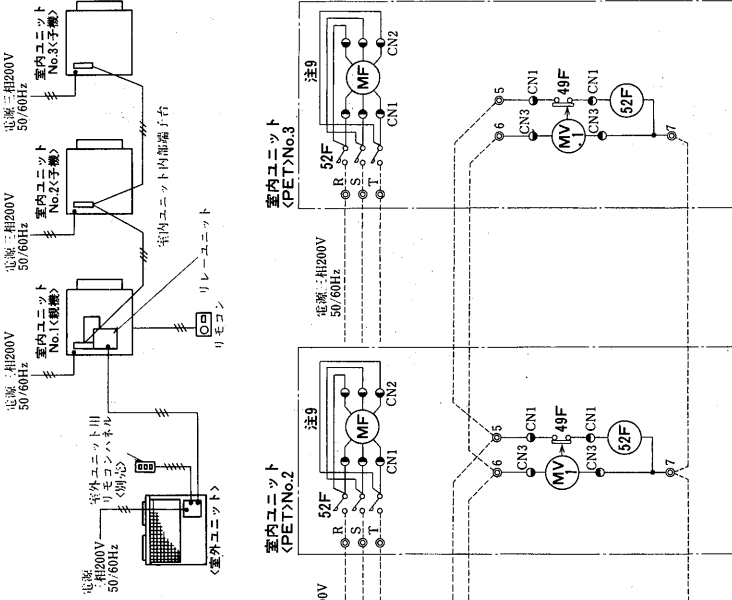 電源三相200V
50/60Hz
室内ユニット
No.3<子機>
電源三相200V
50/60Hz
室内ユニット
No.2<子機>
室内ユニット内部端子台
電源三相200V
50/60Hz
室内ユニット
No.1<親機>
リレーユニット
リモコン
室外ユニット用
リモコンパネル
<別売>
電源
三相200V
50/60Hz
<室外ユニット>
室内ユニット
<PET>No.3
注9
MF
CN2
CN1
52F
R
S
T
5
CN1
49F
CN1
52F
6
CN3
MV1
CN3
7
電源三相200V
50/60Hz
室内ユニット
<PET>No.2
注9
MF
CN2
CN1
52F
R
S
T
5
CN1
49F
CN1
52F
6
CN3
MV1
CN3
7
00V